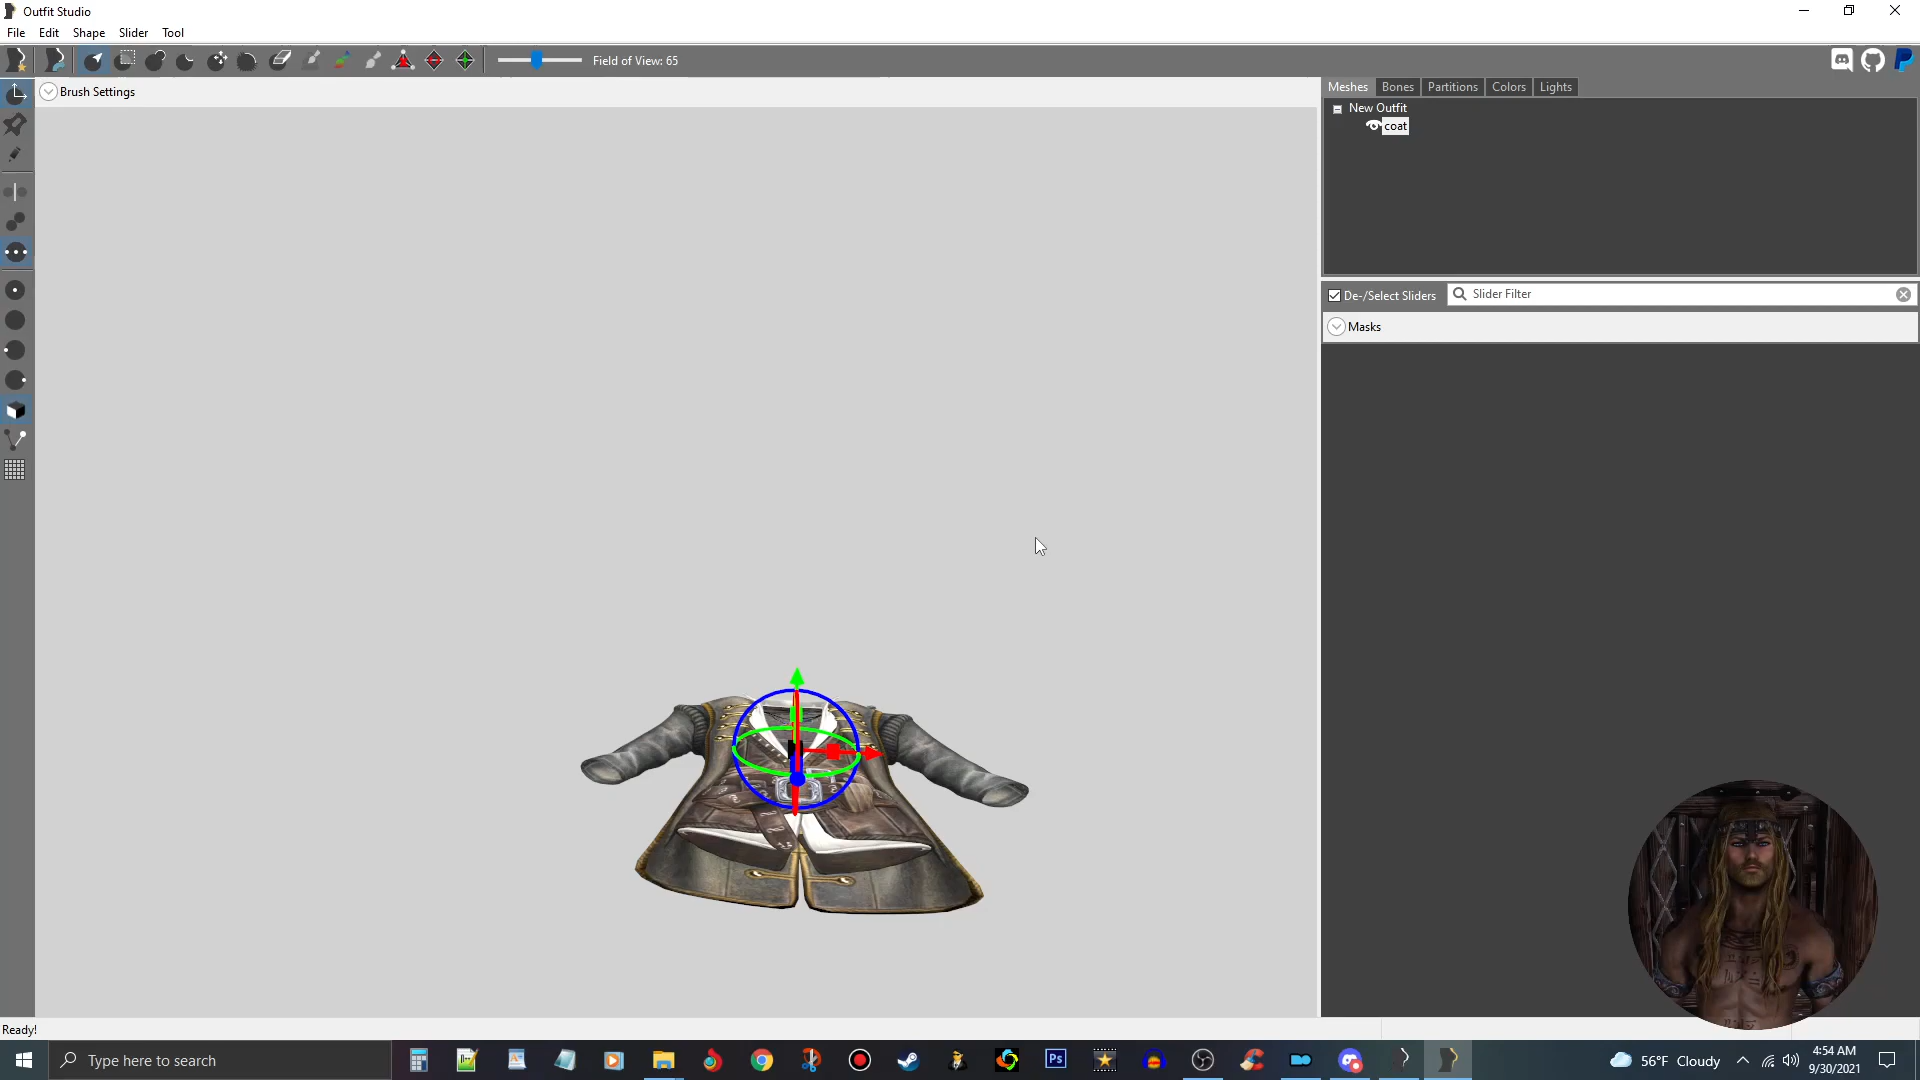 Outfit Studio
File Edit Shape Slider Tool
Field of View: 65
Brush Settings
Meshes Bones Partitions Colors Lights
New Outfit
coat
De-/Select Sliders Slider Filter
Masks
Ready!
Type here to search
Ps
56°F Cloudy
4:54 AM
9/30/2021